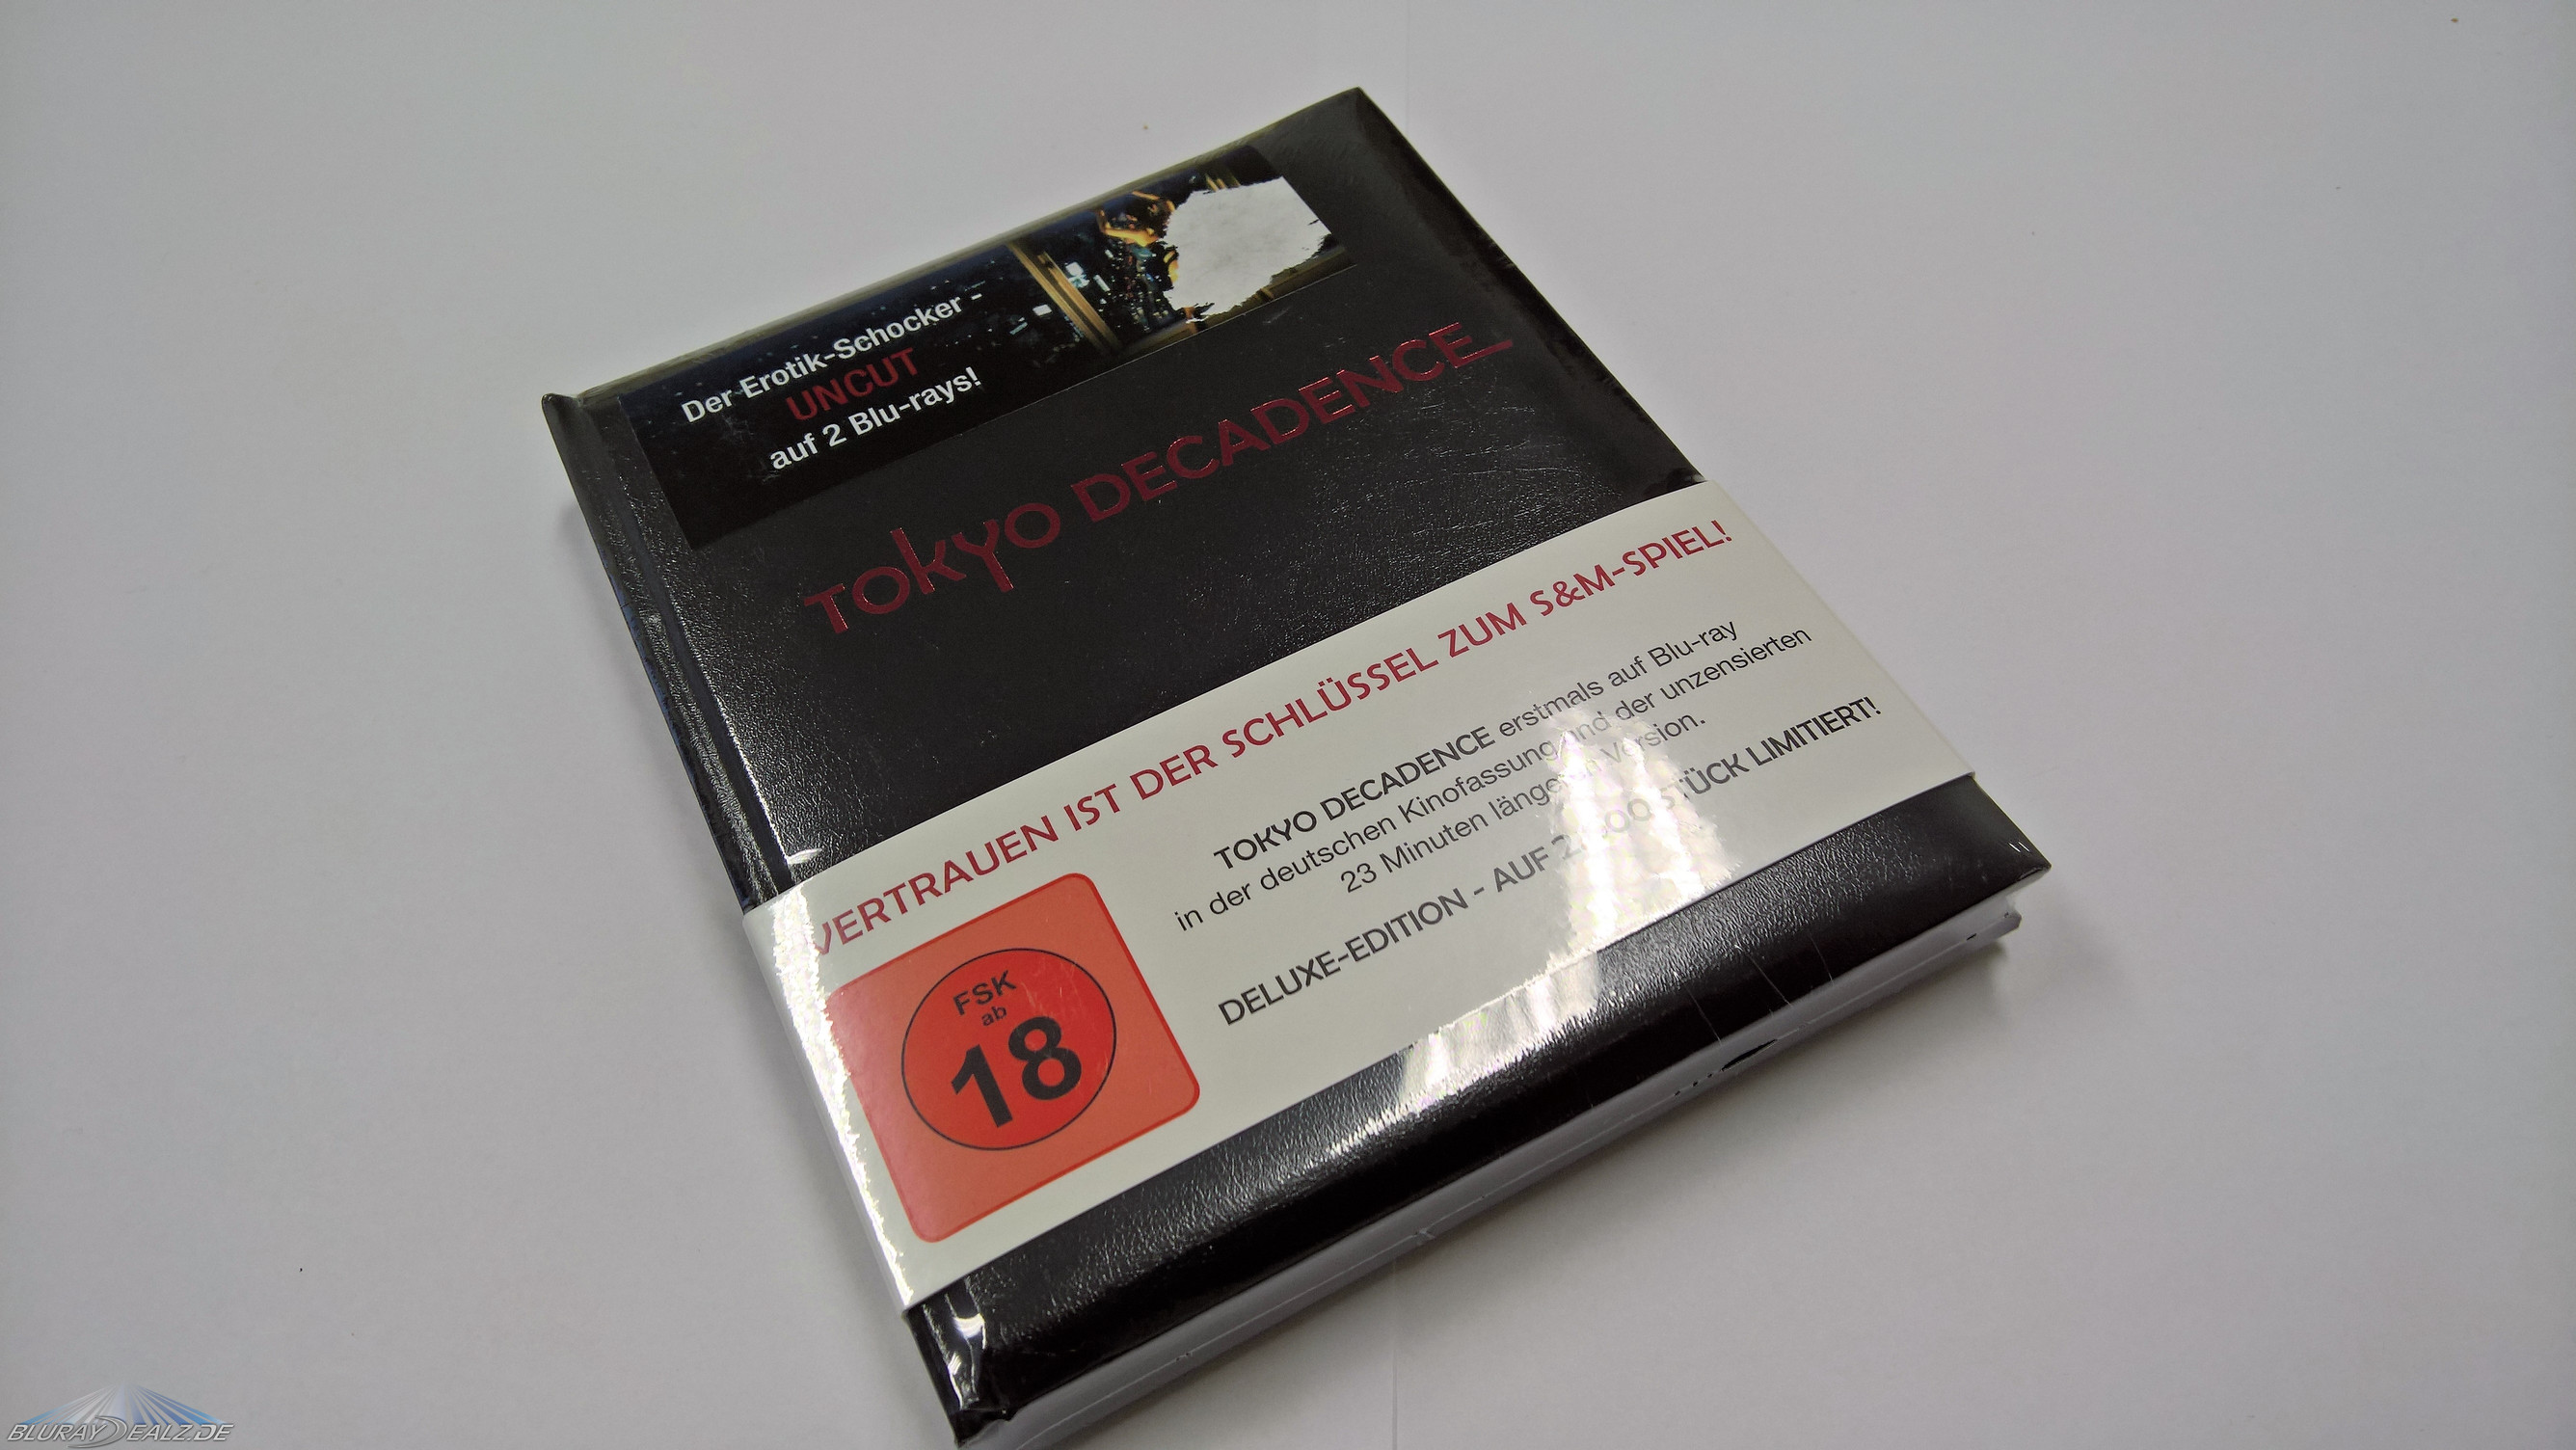 Der Erotik-Schocker -
UNCUT
auf 2 Blu-rays!
TOKYO DECADENCE
VERTRAUEN IST DER SCHLÜSSEL ZUM S&M-SPIEL!
TOKYO DECADENCE erstmals auf Blu-ray
in der deutschen Kinofassung und der unzensierten
23 Minuten längeren Version.
DELUXE-EDITION - AUF STÜCK LIMITIERT!
FSK
ab
18
BLURAYDEALZ.DE